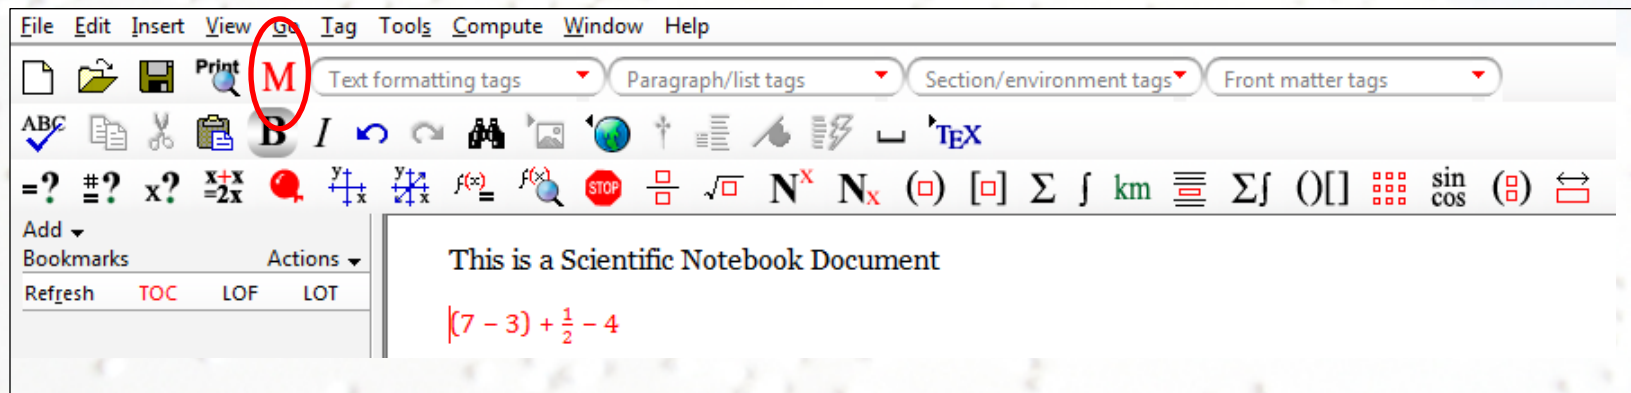 File Edit Insert View Go Tag Tools Compute Window Help
Print M Text formatting tags Paragraph/list tags Section/environment tags Front matter tags
ABC B I TEX
=? #? x? x+x =2x y x y x f(x) = f(x) STOP √ N^x N_x (□) [□] Σ ∫ km Σ∫ ()[] sin cos
Add
Bookmarks Actions
Refresh TOC LOF LOT
This is a Scientific Notebook Document
(7 − 3) + 1/2 − 4